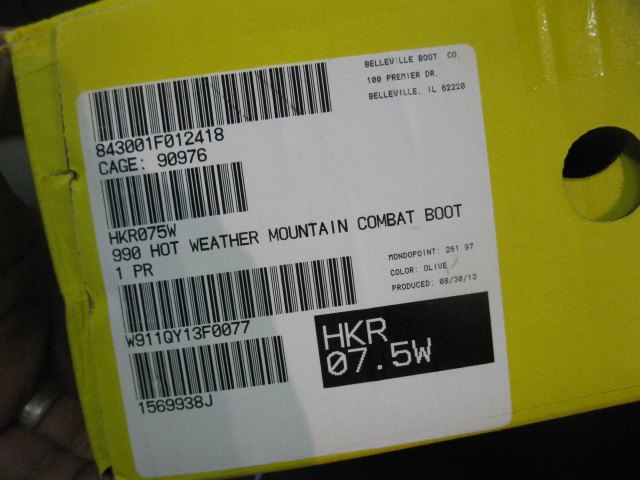 BELLEVILLE BOOT CO.
100 PREMIER DR.
BELLEVILLE, IL 62220
843001F012418
CAGE: 90976
HKR075W
990 HOT WEATHER MOUNTAIN COMBAT BOOT
1 PR
MONDOPOINT: 261 97
COLOR: OLIVE
PRODUCED: 08/30/13
W911QY13F0077
HKR
07.5W
1569938J